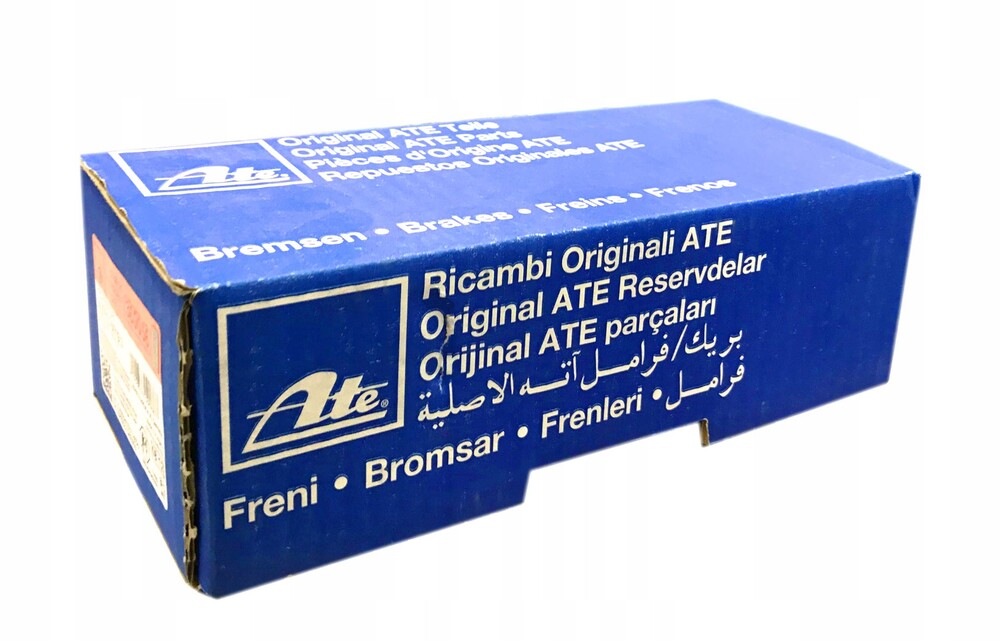 Ate
Original ATE Teile
Original ATE Parts
Pièces d'Origine ATE
Repuestos Originales ATE
Bremsen • Brakes • Freins • Frenos
Ate®
Ricambi Originali ATE
Original ATE Reservdelar
Orijinal ATE parçaları
بريك/فرامل آته الاصلية
Freni • Bromsar • Frenleri • فرامل